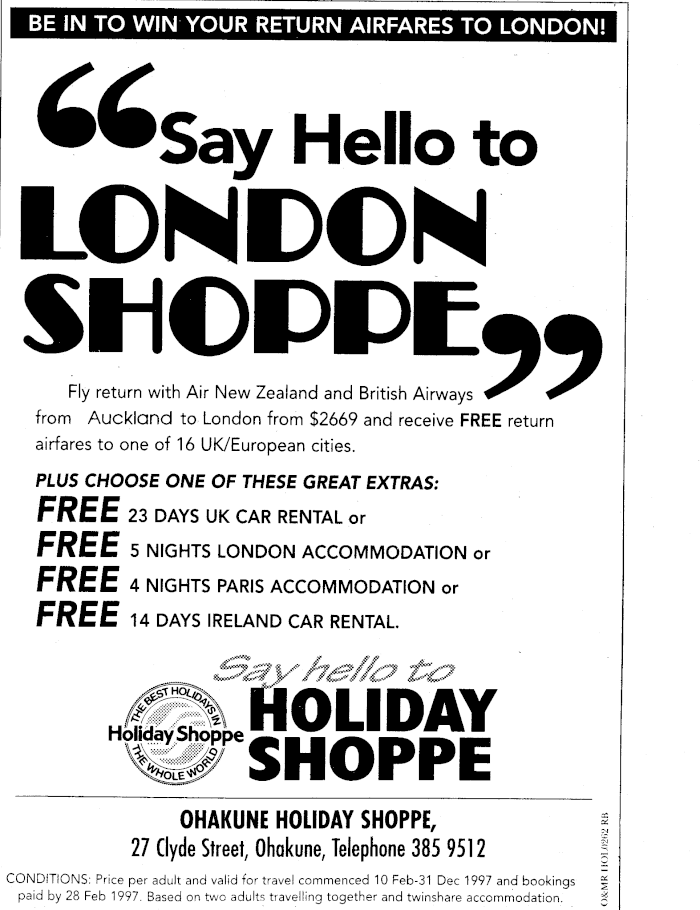 BE IN TO WIN YOUR RETURN AIRFARES TO LONDON!
“Say Hello to
LONDON
SHOPPE”
Fly return with Air New Zealand and British Airways
from Auckland to London from $2669 and receive FREE return
airfares to one of 16 UK/European cities.
PLUS CHOOSE ONE OF THESE GREAT EXTRAS:
FREE 23 DAYS UK CAR RENTAL or
FREE 5 NIGHTS LONDON ACCOMMODATION or
FREE 4 NIGHTS PARIS ACCOMMODATION or
FREE 14 DAYS IRELAND CAR RENTAL.
Say hello to
HOLIDAY
SHOPPE
THE BEST HOLIDAYS IN
Holiday Shoppe
THE WHOLE WORLD
OHAKUNE HOLIDAY SHOPPE,
27 Clyde Street, Ohakune, Telephone 385 9512
CONDITIONS: Price per adult and valid for travel commenced 10 Feb-31 Dec 1997 and bookings
paid by 28 Feb 1997. Based on two adults travelling together and twinshare accommodation.
O&MR HOL0262 RB